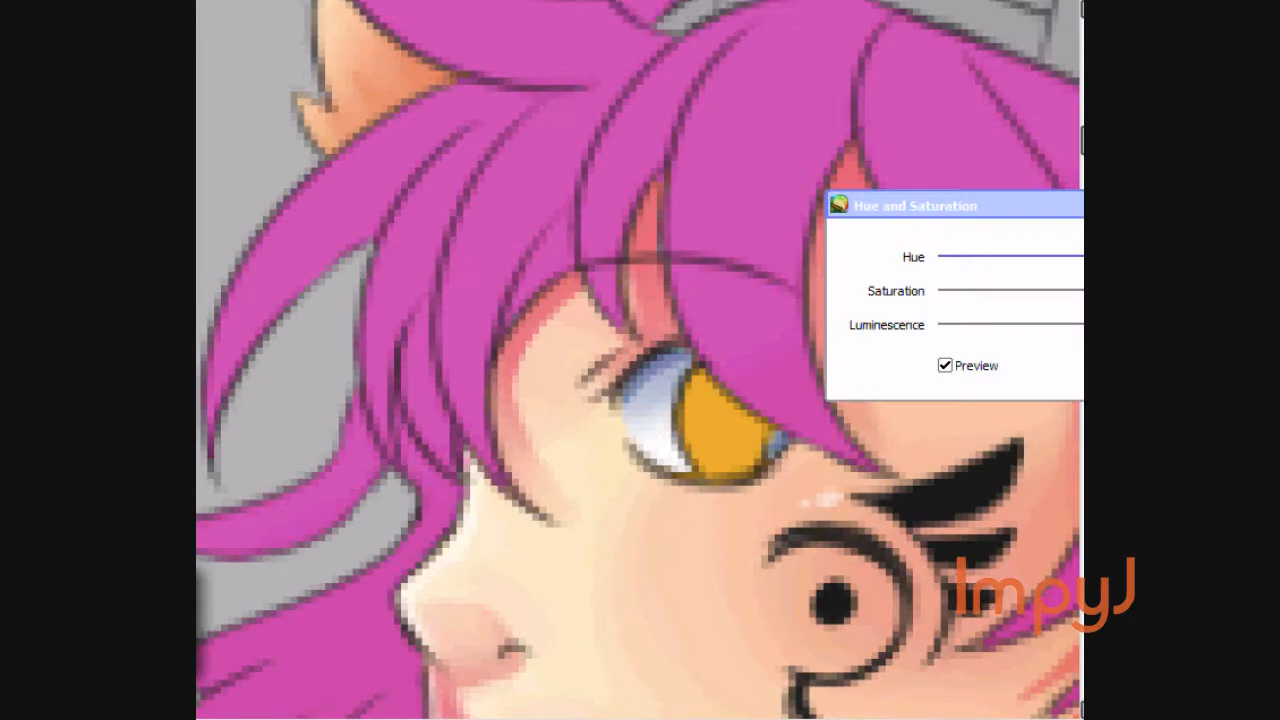 Hue and Saturation
Hue
Saturation
Luminescence
Preview
ImpyJ